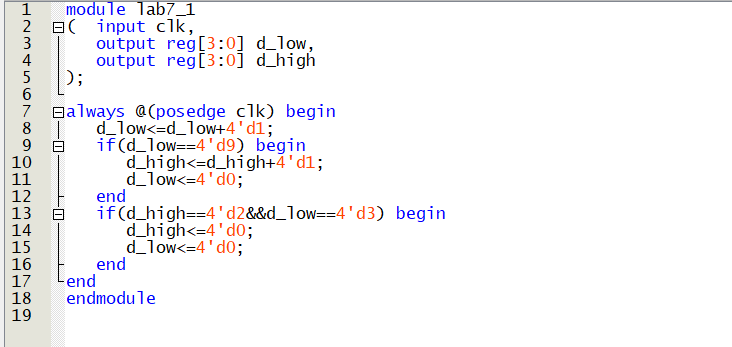 1 module lab7_1
2 ( input clk,
3 output reg[3:0] d_low,
4 output reg[3:0] d_high
5 );
6
7 always @(posedge clk) begin
8 d_low<=d_low+4'd1;
9 if(d_low==4'd9) begin
10 d_high<=d_high+4'd1;
11 d_low<=4'd0;
12 end
13 if(d_high==4'd2&&d_low==4'd3) begin
14 d_high<=4'd0;
15 d_low<=4'd0;
16 end
17 end
18 endmodule
19